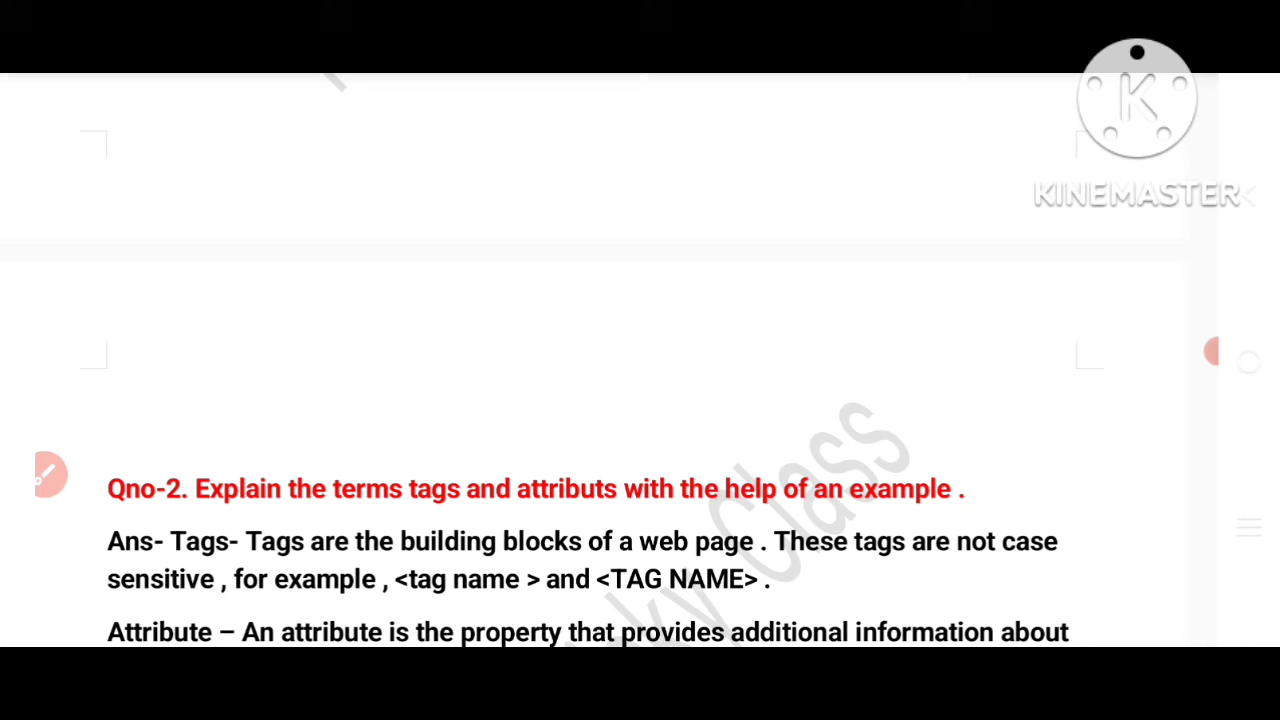 KINEMASTER
Qno-2. Explain the terms tags and attributs with the help of an example .
Ans- Tags- Tags are the building blocks of a web page . These tags are not case
sensitive , for example , <tag name > and <TAG NAME> .
Attribute – An attribute is the property that provides additional information about
Class